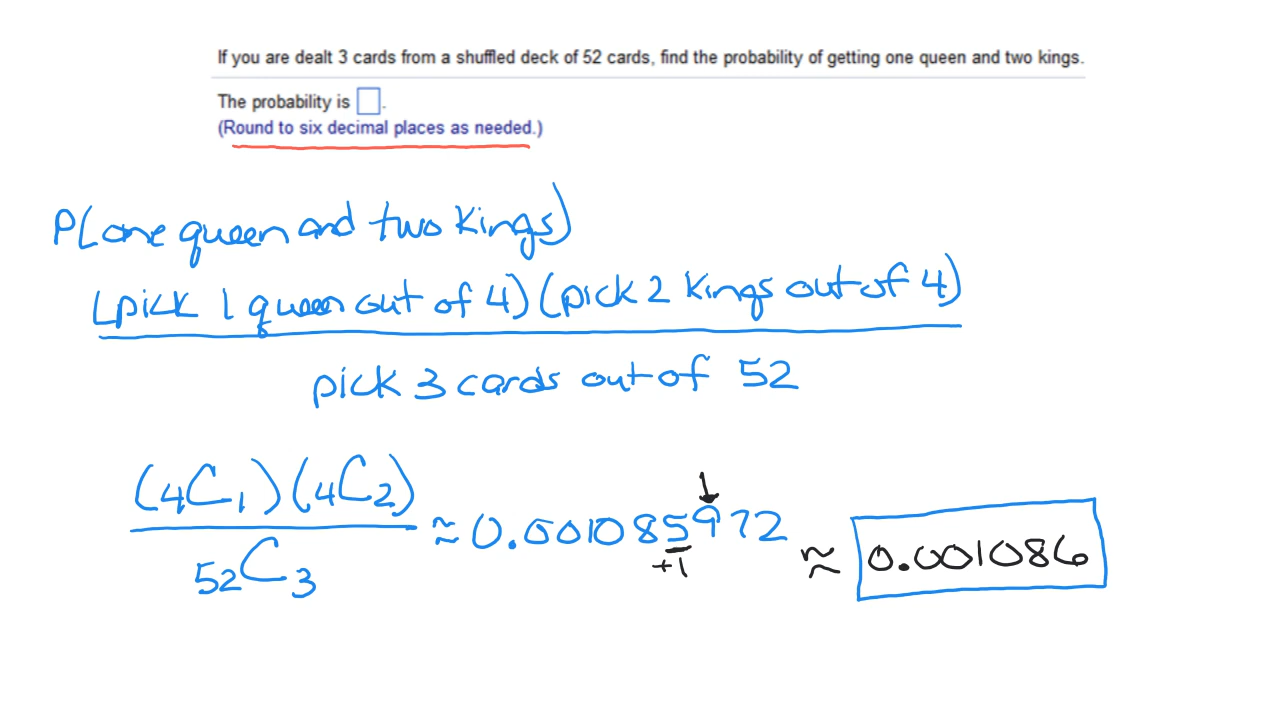 If you are dealt 3 cards from a shuffled deck of 52 cards, find the probability of getting one queen and two kings.
The probability is .
(Round to six decimal places as needed.)
P(one queen and two kings)
(pick 1 queen out of 4)(pick 2 kings out of 4)
pick 3 cards out of 52
(4C1)(4C2)
52C3
≈ 0.001085972
↓
+1
≈ 0.001086